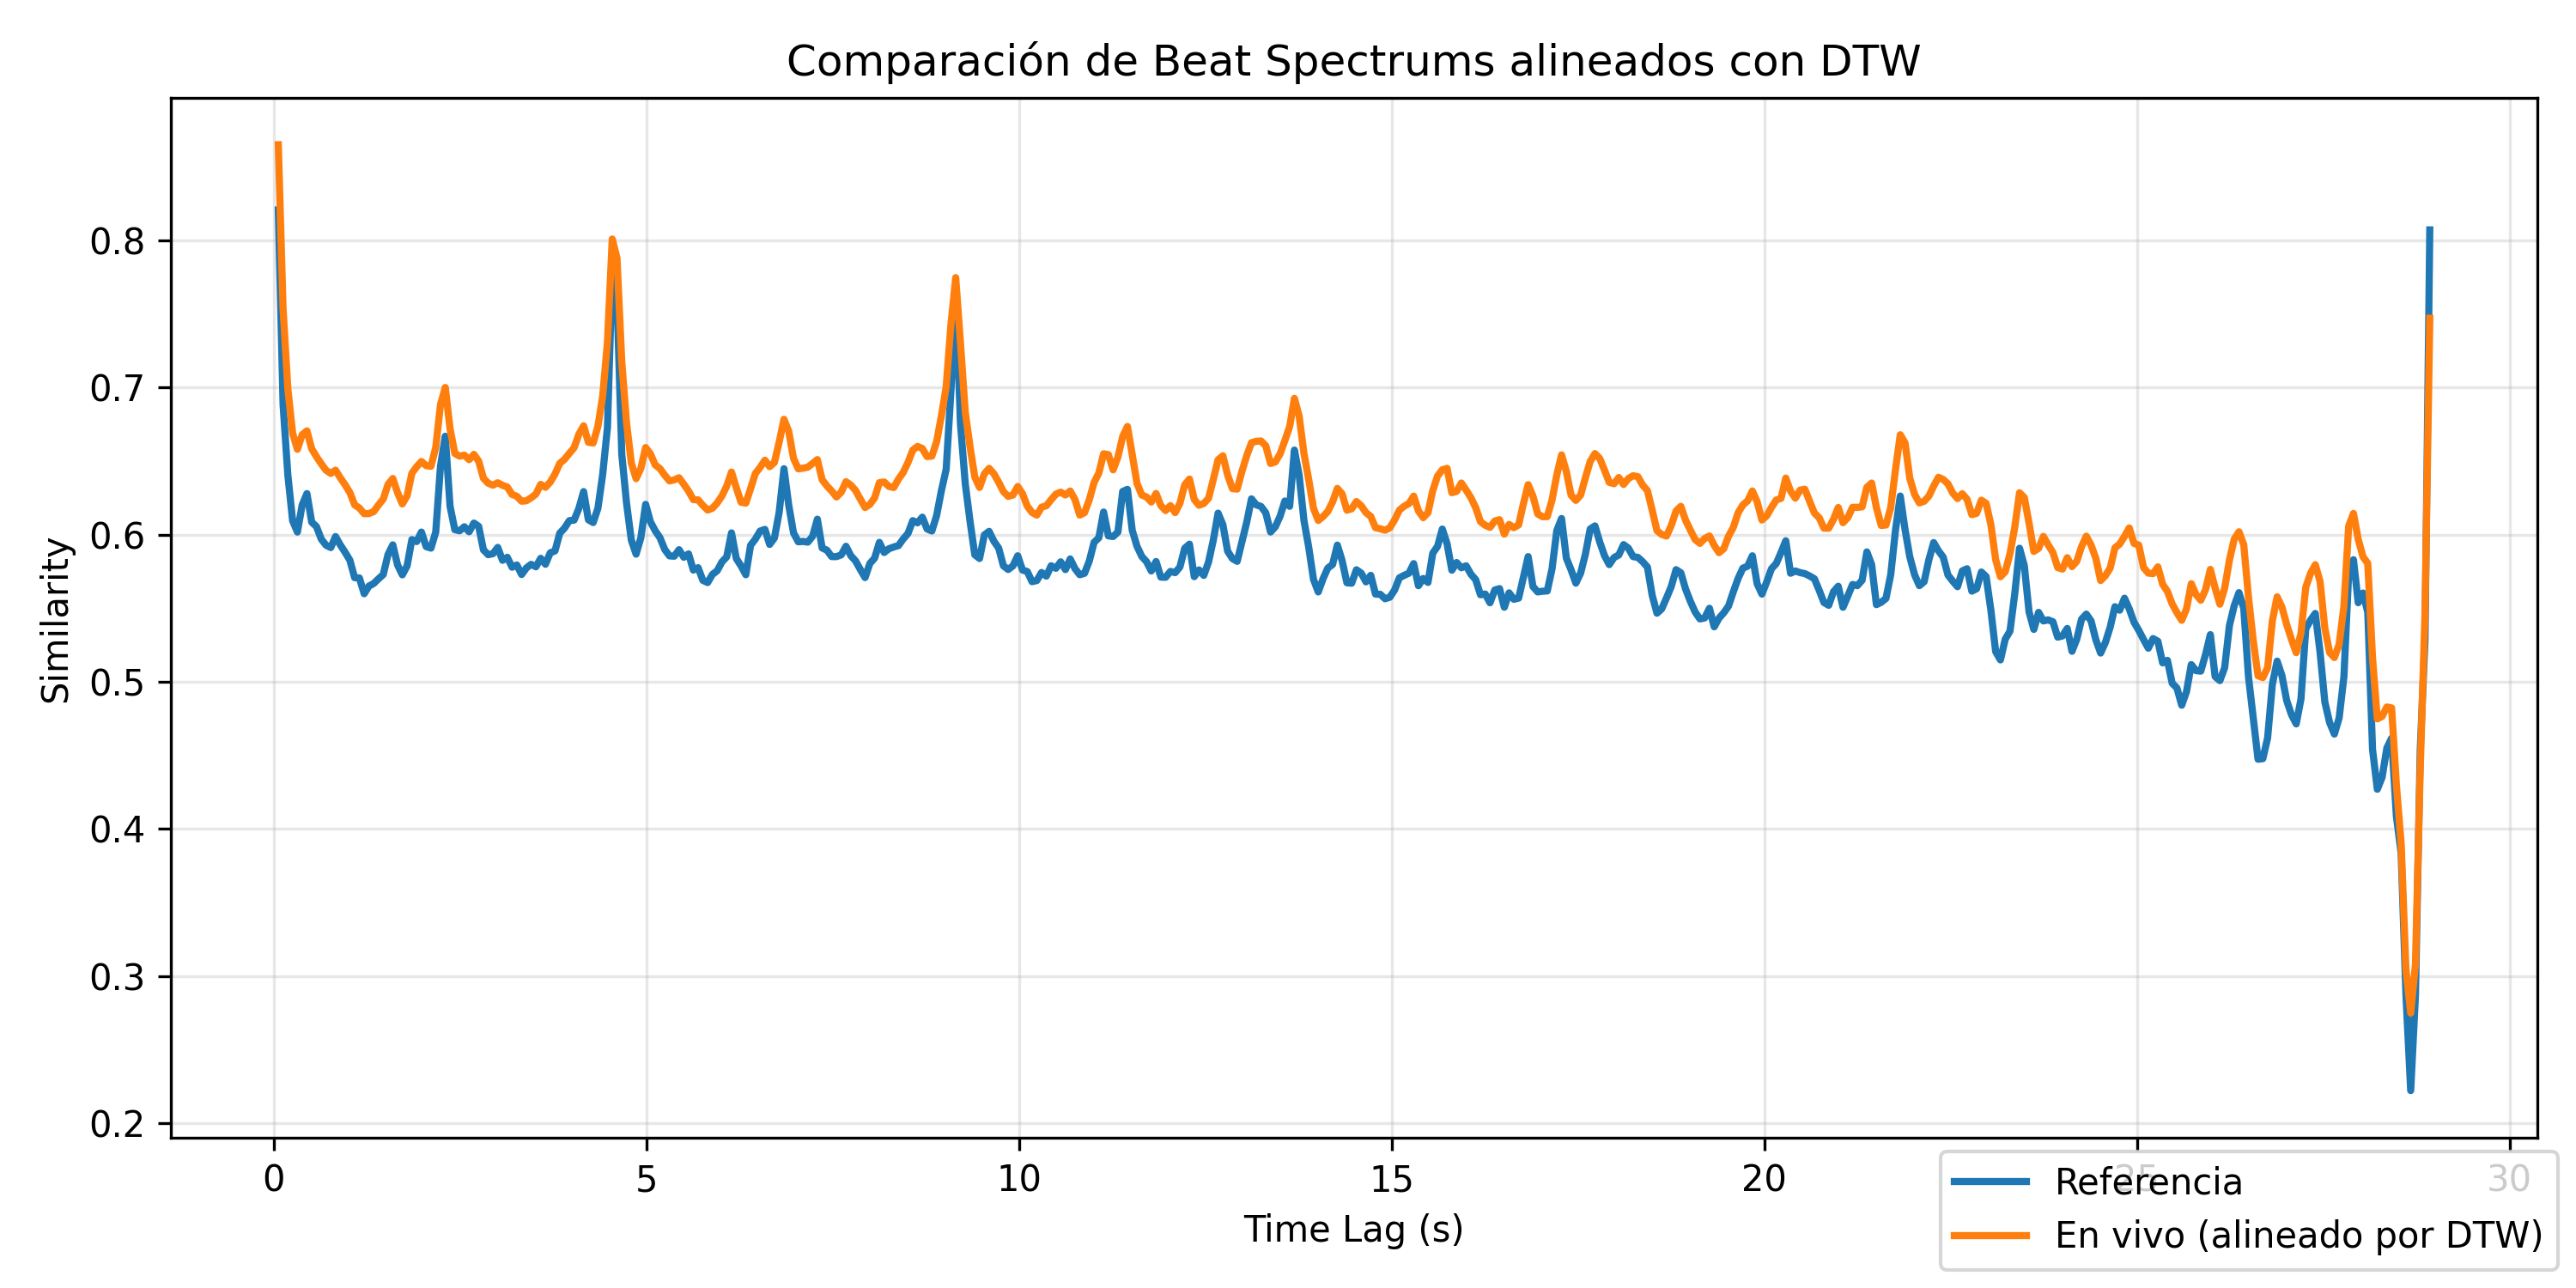 Comparación de Beat Spectrums alineados con DTW
Similarity
0.8
0.7
0.6
0.5
0.4
0.3
0.2
0
5
10
15
20
25
30
Time Lag (s)
Referencia
En vivo (alineado por DTW)